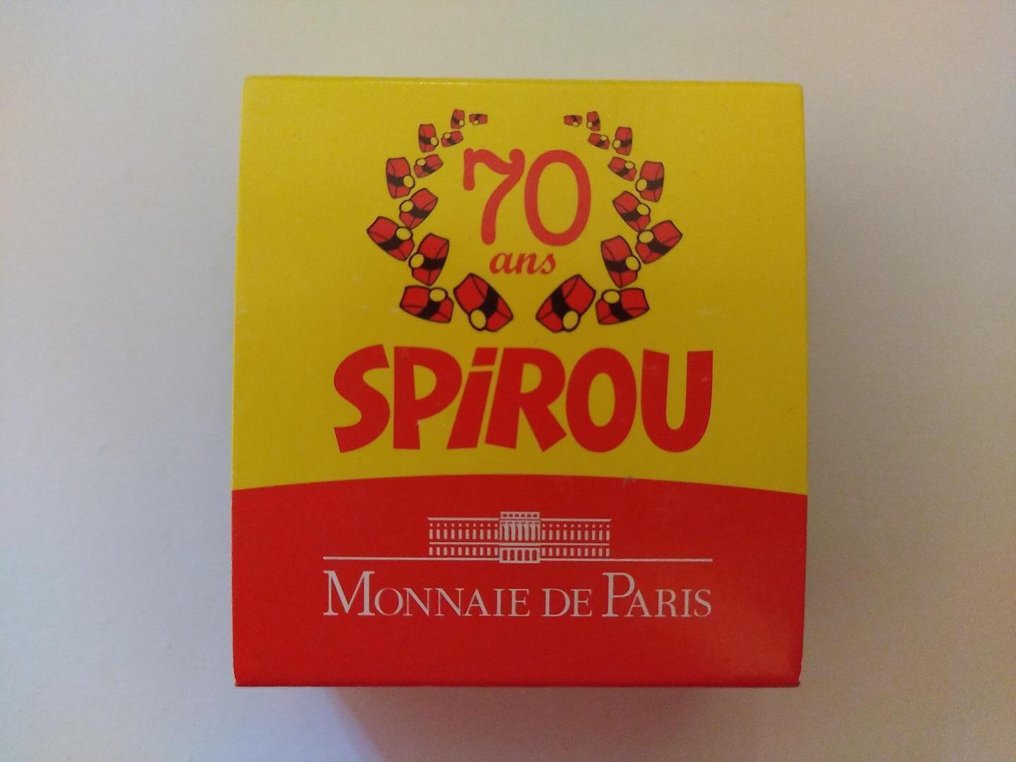 70
ans
SPiROU
MONNAIE DE PARIS